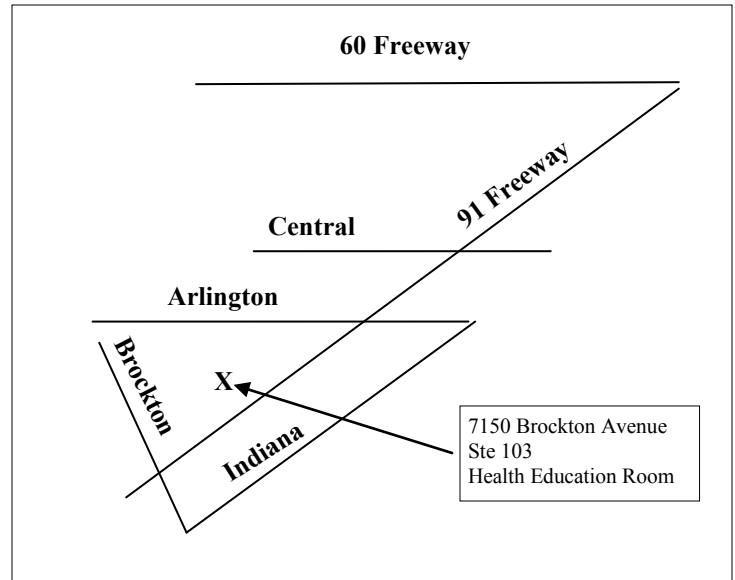 60 Freeway
91 Freeway
Central
Arlington
Brockton
X
Indiana
7150 Brockton Avenue
Ste 103
Health Education Room